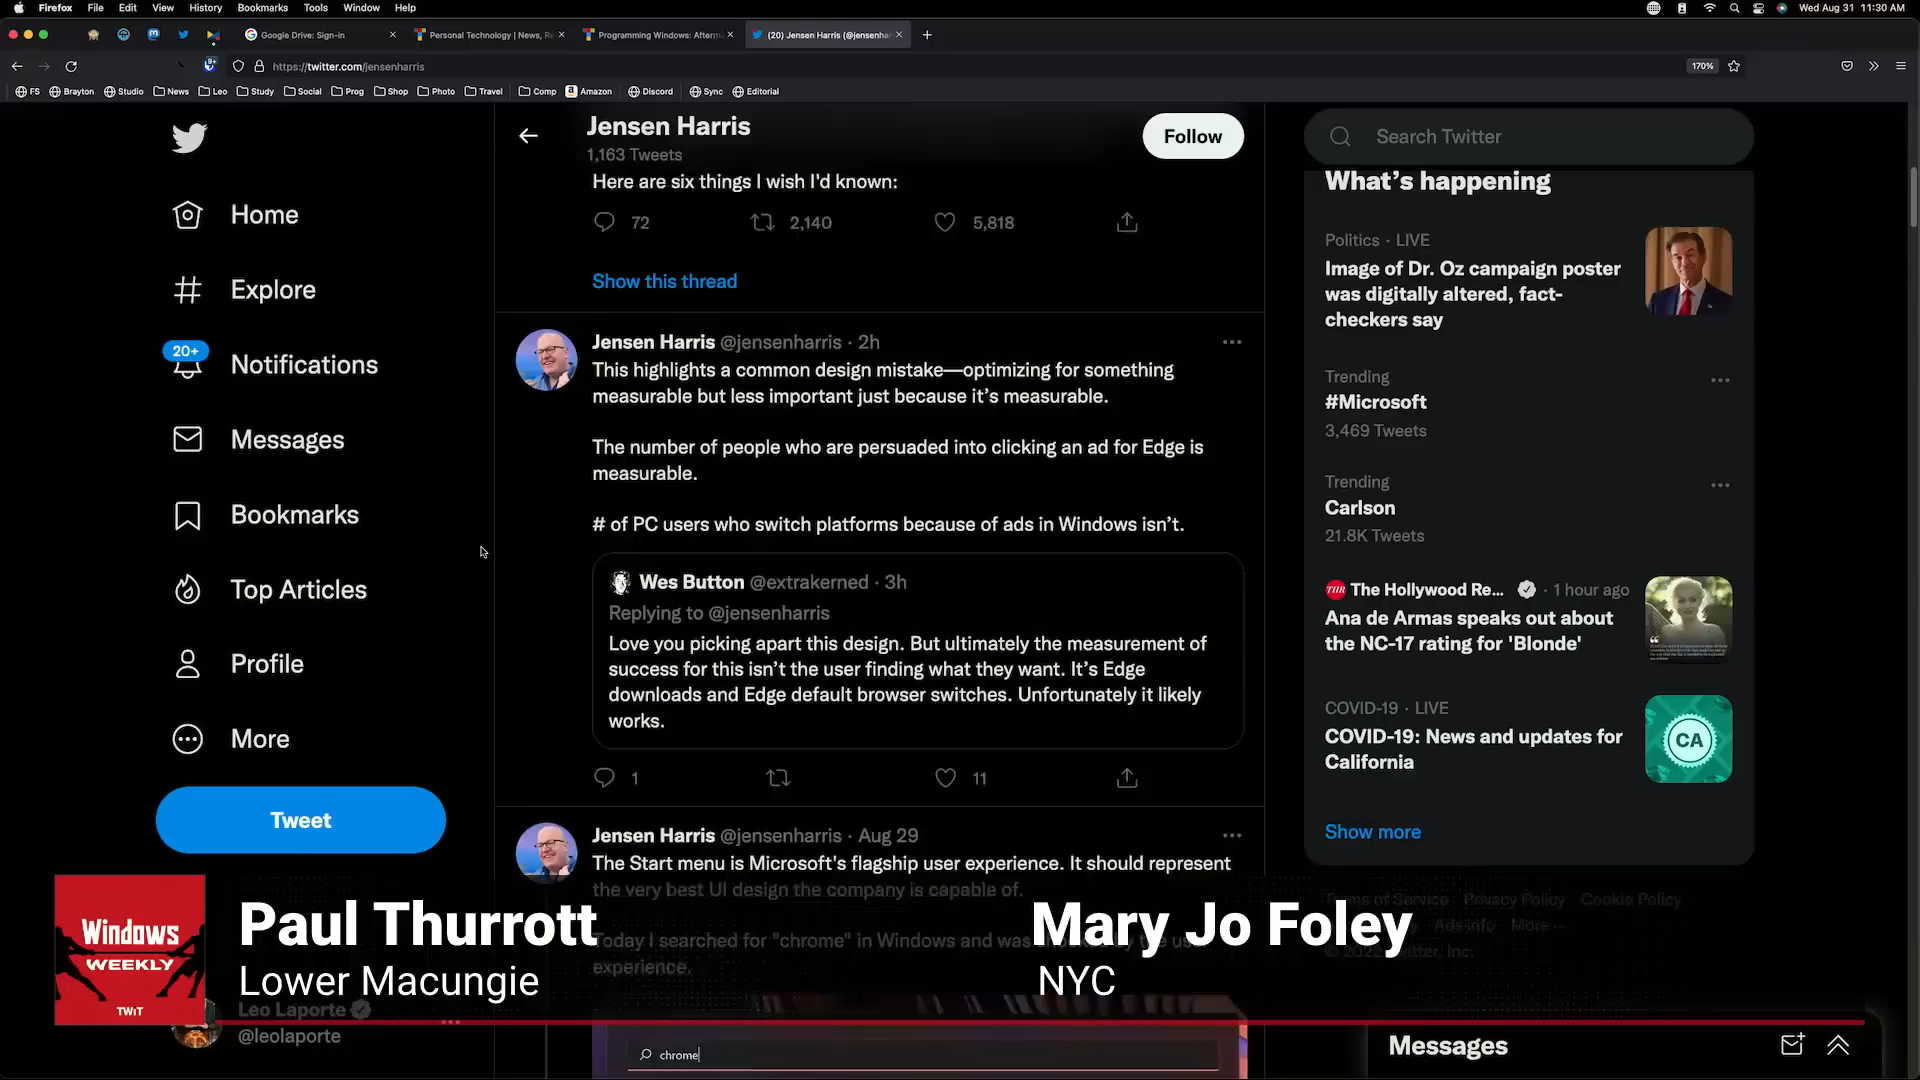 Firefox File Edit View History Bookmarks Tools Window Help
Wed Aug 31 11:30 AM
Google Drive: Sign-in
Personal Technology | News, Re
Programming Windows: Afterm
(20) Jensen Harris (@jensenhar
https://twitter.com/jensenharris
170%
FS Brayton Studio News Leo Study Social Prog Shop Photo Travel Comp Amazon Discord Sync Editorial
Home
Explore
20+
Notifications
Messages
Bookmarks
Top Articles
Profile
More
Tweet
Leo Laporte
@leolaporte
Jensen Harris
1,163 Tweets
Follow
Here are six things I wish I'd known:
72 2,140 5,818
Show this thread
Jensen Harris @jensenharris · 2h
This highlights a common design mistake—optimizing for something
measurable but less important just because it's measurable.
The number of people who are persuaded into clicking an ad for Edge is
measurable.
# of PC users who switch platforms because of ads in Windows isn't.
Wes Button @extrakerned · 3h
Replying to @jensenharris
Love you picking apart this design. But ultimately the measurement of
success for this isn't the user finding what they want. It's Edge
downloads and Edge default browser switches. Unfortunately it likely
works.
1 11
Jensen Harris @jensenharris · Aug 29
The Start menu is Microsoft's flagship user experience. It should represent
the very best UI design the company is capable of.
Today I searched for "chrome" in Windows and was
experience.
chrome
Search Twitter
What's happening
Politics · LIVE
Image of Dr. Oz campaign poster
was digitally altered, fact-
checkers say
Trending
#Microsoft
3,469 Tweets
Trending
Carlson
21.8K Tweets
THR The Hollywood Re... · 1 hour ago
Ana de Armas speaks out about
the NC-17 rating for 'Blonde'
COVID-19 · LIVE
COVID-19: News and updates for
California
CA
Show more
Terms of Service Privacy Policy Cookie Policy
Ads info More ...
© 2022 Twitter, Inc.
Messages
Windows
WEEKLY
TWiT
Paul Thurrott
Lower Macungie
Mary Jo Foley
NYC